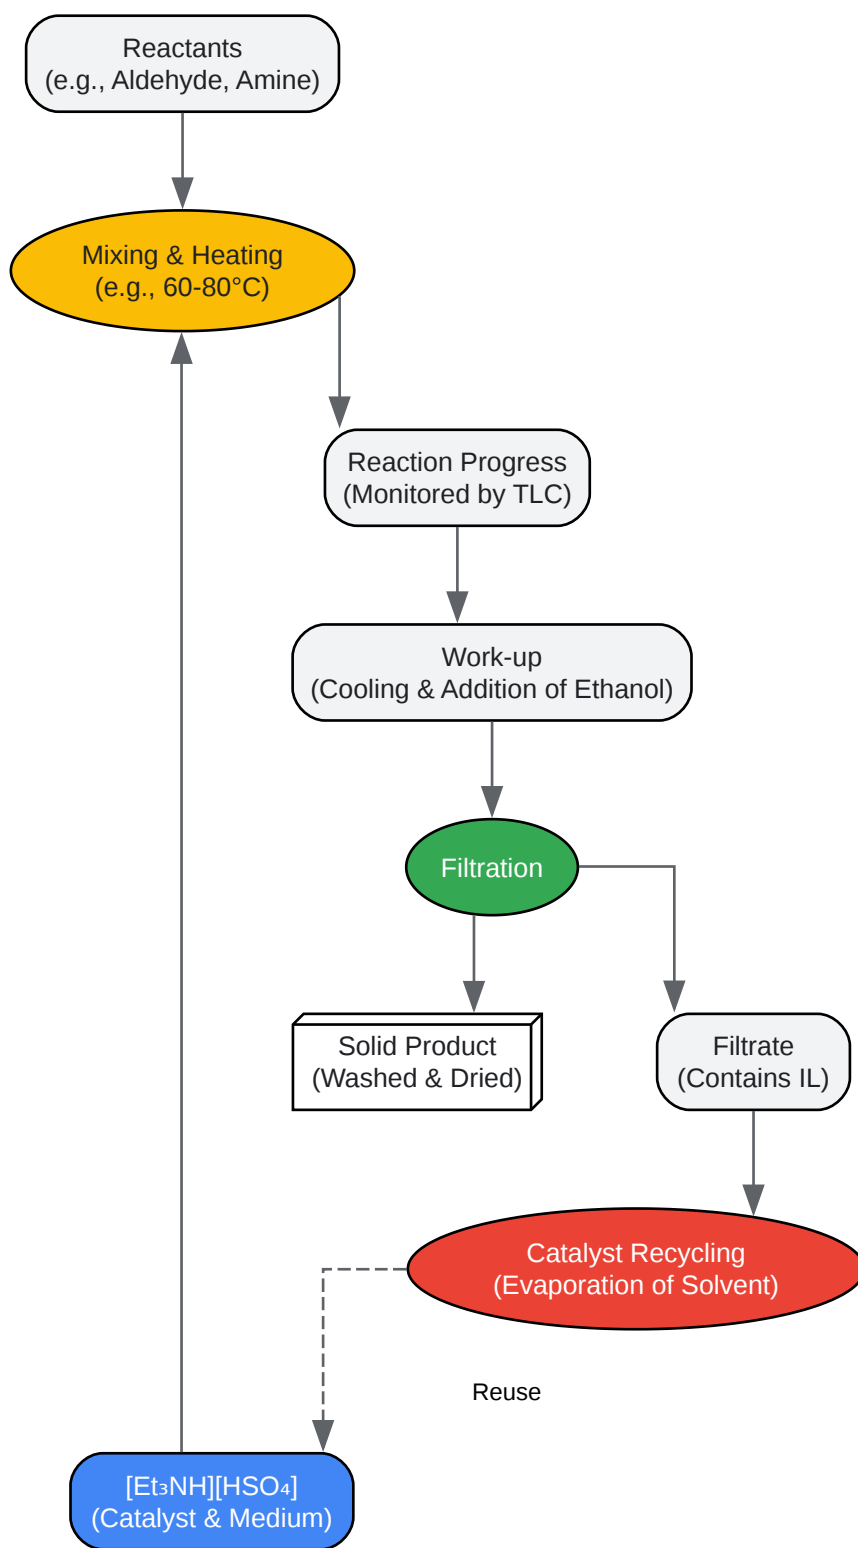 Reactants
(e.g., Aldehyde, Amine)
Mixing & Heating
(e.g., 60-80°C)
Reaction Progress
(Monitored by TLC)
Work-up
(Cooling & Addition of Ethanol)
Filtration
Solid Product
(Washed & Dried)
Filtrate
(Contains IL)
Catalyst Recycling
(Evaporation of Solvent)
Reuse
[Et₃NH][HSO₄]
(Catalyst & Medium)